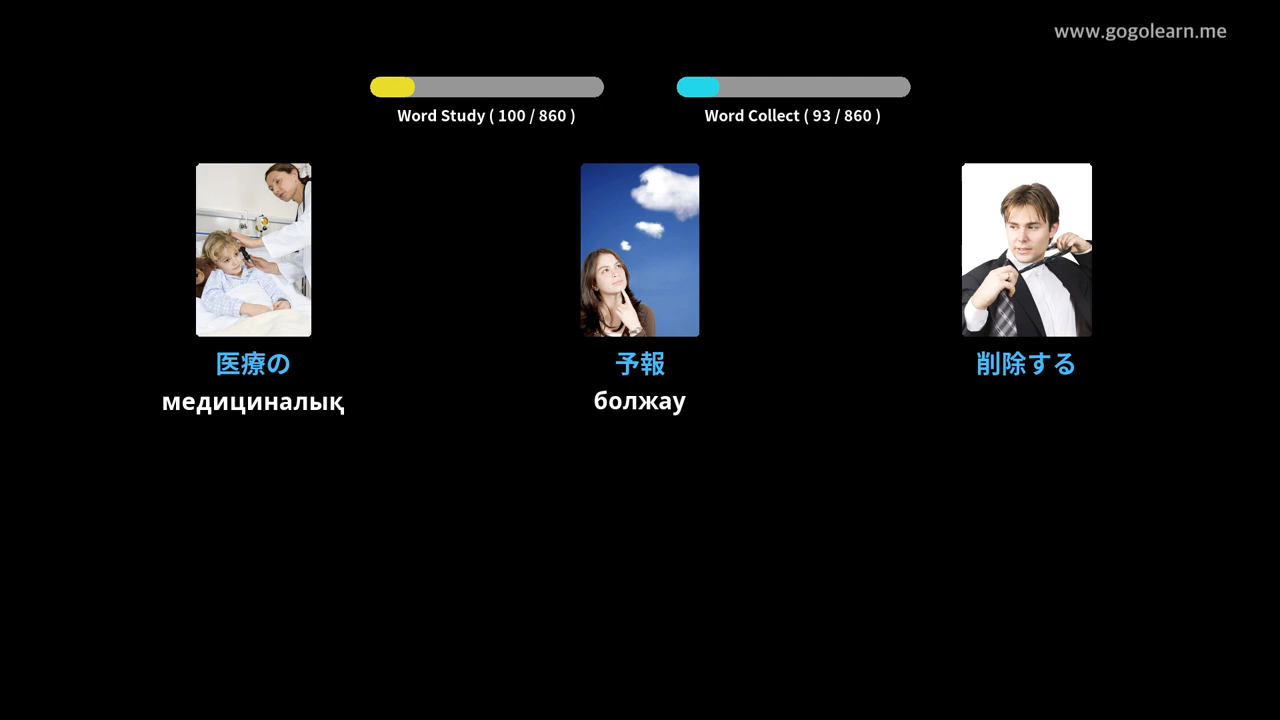 www.gogolearn.me
Word Study ( 100 / 860 )
Word Collect ( 93 / 860 )
医療の
медициналық
予報
болжау
削除する